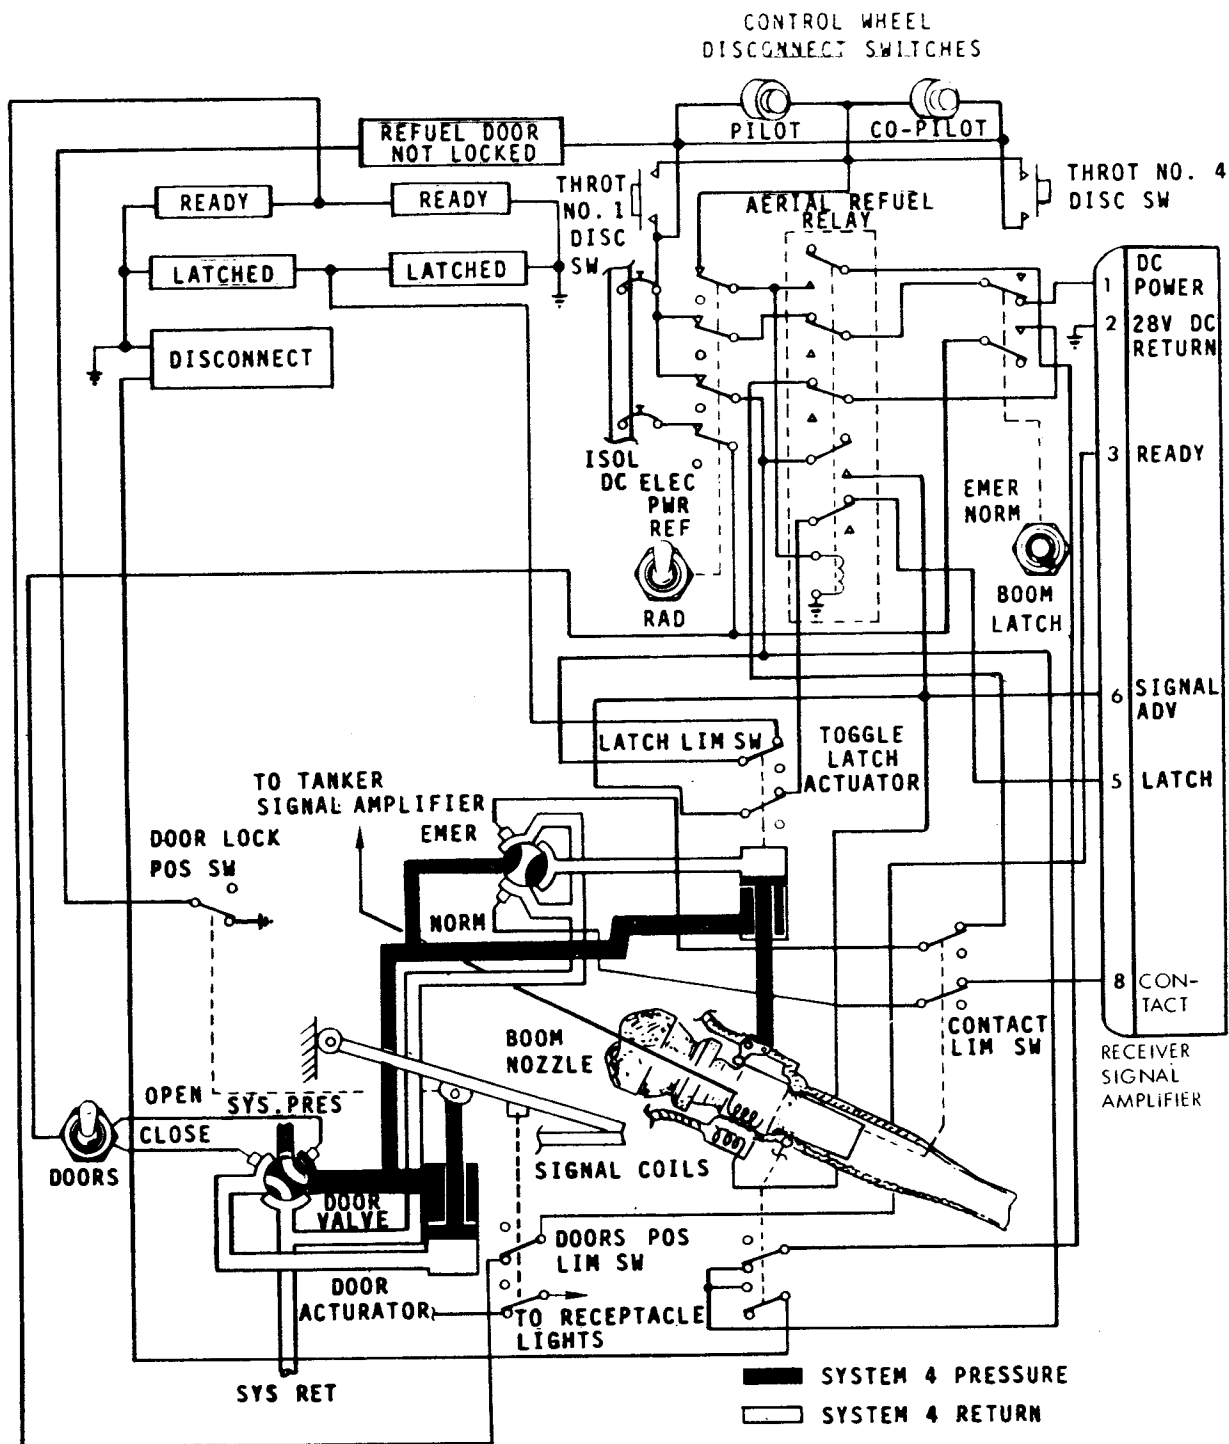 CONTROL WHEEL
DISCONNECT SWITCHES
PILOT
CO-PILOT
REFUEL DOOR
NOT LOCKED
READY
READY
THROT
NO. 1
DISC
SW
AERIAL REFUEL
RELAY
THROT NO. 4
DISC SW
LATCHED
LATCHED
DISCONNECT
1
DC
POWER
2
28V DC
RETURN
3
READY
ISOL
DC ELEC
PWR
REF
RAD
EMER
NORM
BOOM
LATCH
6
SIGNAL
ADV
5
LATCH
LATCH LIM SW
TOGGLE
LATCH
ACTUATOR
TO TANKER
SIGNAL AMPLIFIER
EMER
DOOR LOCK
POS SW
NORM
8
CON-
TACT
CONTACT
LIM SW
BOOM
NOZZLE
RECEIVER
SIGNAL
AMPLIFIER
OPEN
SYS.PRES
CLOSE
DOORS
SIGNAL COILS
DOOR
VALVE
DOORS POS
LIM SW
DOOR
ACTURATOR
TO RECEPTACLE
LIGHTS
SYS RET
SYSTEM 4 PRESSURE
SYSTEM 4 RETURN